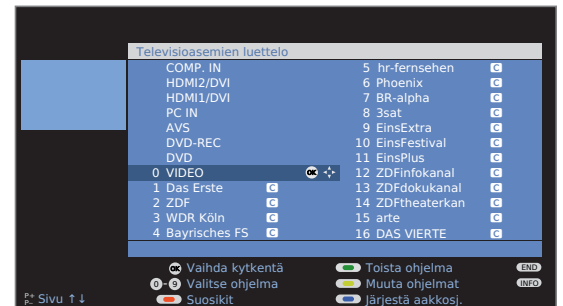 Televisioasemien luettelo
COMP. IN
HDMI2/DVI
HDMI1/DVI
PC IN
AVS
DVD-REC
DVD
0 VIDEO OK
1 Das Erste C
2 ZDF C
3 WDR Köln C
4 Bayrisches FS C
5 hr-fernsehen C
6 Phoenix C
7 BR-alpha C
8 3sat C
9 EinsExtra C
10 EinsFestival C
11 EinsPlus C
12 ZDFinfokanal C
13 ZDFdokukanal C
14 ZDFtheaterkan C
15 arte C
16 DAS VIERTE C
OK Vaihda kytkentä
0-9 Valitse ohjelma
P+ P- Sivu ↑↓
Suosikit
Toista ohjelma END
Muuta ohjelmat INFO
Järjestä aakkosj.